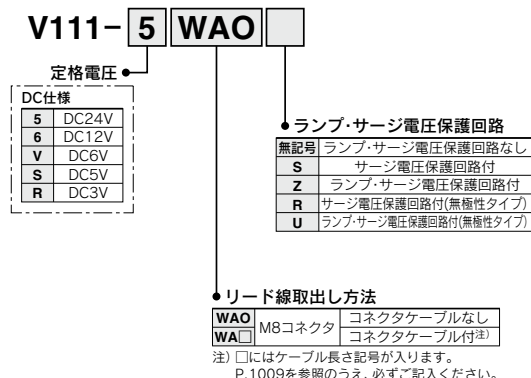 V111-5 WAO □
定格電圧
DC仕様
5 DC24V
6 DC12V
V DC6V
S DC5V
R DC3V
ランプ･サージ電圧保護回路
無記号 ランプ･サージ電圧保護回路なし
S サージ電圧保護回路付
Z ランプ･サージ電圧保護回路付
R サージ電圧保護回路付(無極性タイプ)
U ランプ･サージ電圧保護回路付(無極性タイプ)
リード線取出し方法
WAO M8コネクタ コネクタケーブルなし
WA□ コネクタケーブル付注)
注) □にはケーブル長さ記号が入ります。
P.1009を参照のうえ､必ずご記入ください｡